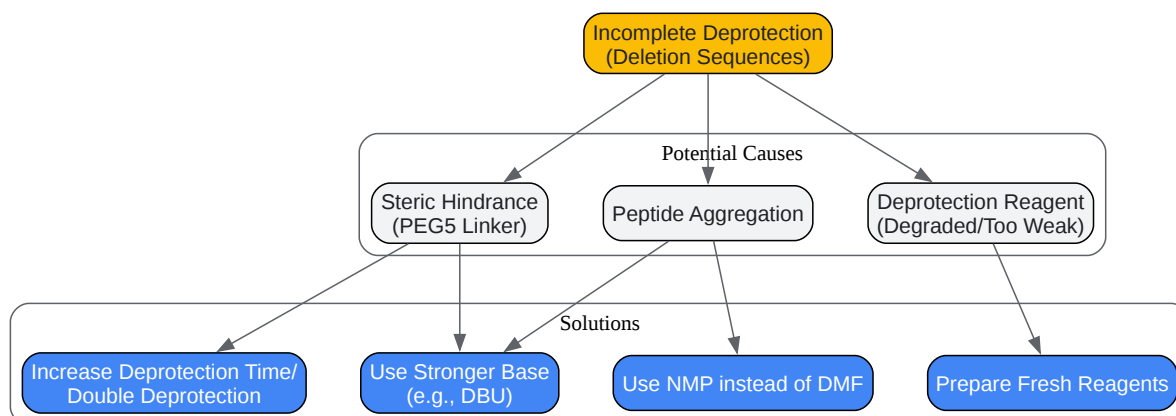 Incomplete Deprotection
(Deletion Sequences)
Potential Causes
Steric Hindrance
(PEG5 Linker)
Peptide Aggregation
Deprotection Reagent
(Degraded/Too Weak)
Solutions
Increase Deprotection Time/
Double Deprotection
Use Stronger Base
(e.g., DBU)
Use NMP instead of DMF
Prepare Fresh Reagents